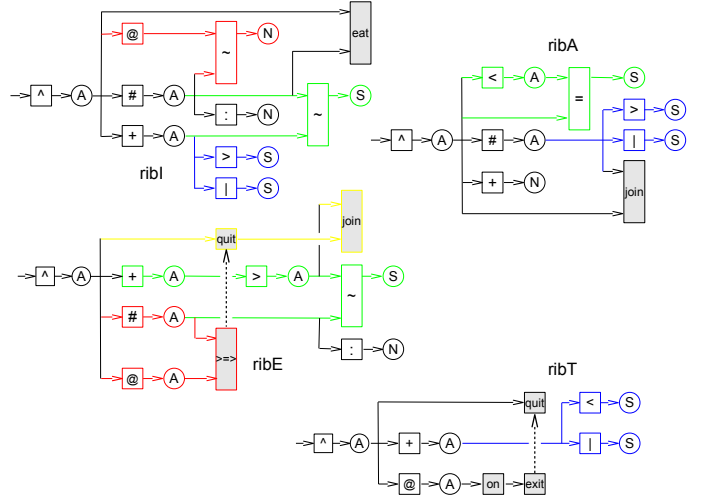 eat
@ ~ N
ribA
< A = S
^ A # A ~ S
: N
> S
^ A # A | S
+ A
ribI
> S
+ N
join
| S
join
quit
^ A + A > A ~ S
# A
: N
>=>
ribE
@ A
ribT
quit
< S
^ A + A | S
@ A on exit